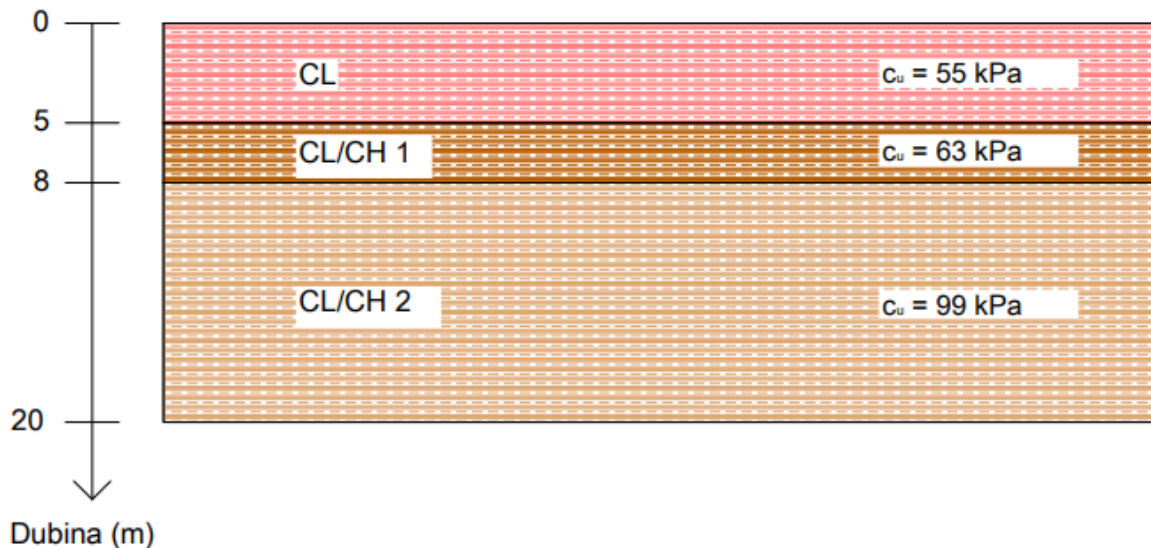 0
CL cᵤ = 55 kPa
5
CL/CH 1 cᵤ = 63 kPa
8
CL/CH 2 cᵤ = 99 kPa
20
Dubina (m)